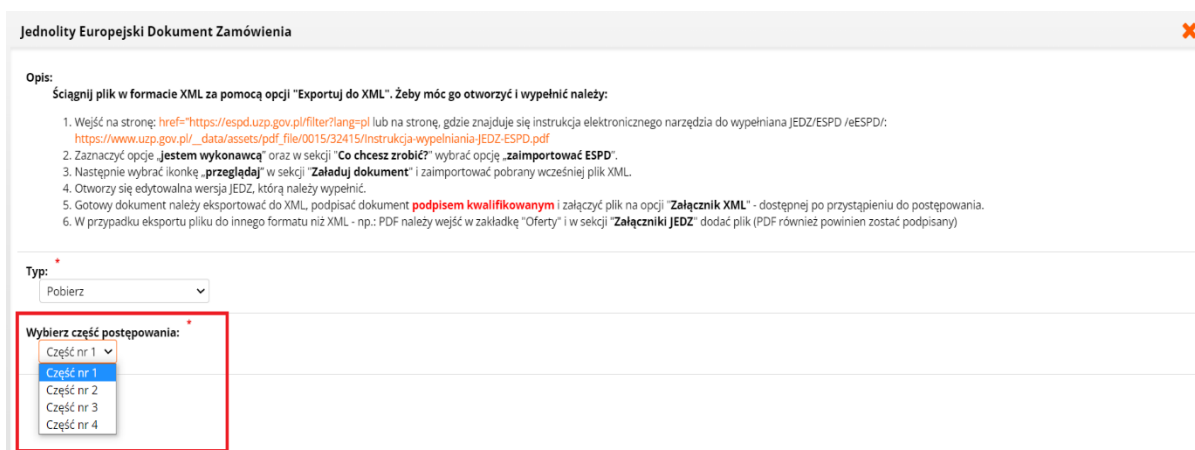 Jednolity Europejski Dokument Zamówienia
Opis:
Ściągnij plik w formacie XML za pomocą opcji "Exportuj do XML". Żeby móc go otworzyć i wypełnić należy:
1. Wejść na stronę: href="https://espd.uzp.gov.pl/filter?lang=pl lub na stronę, gdzie znajduje się instrukcja elektronicznego narzędzia do wypełniana JEDZ/ESPD /eESPD/:
https://www.uzp.gov.pl/__data/assets/pdf_file/0015/32415/Instrukcja-wypelniania-JEDZ-ESPD.pdf
2. Zaznaczyć opcje „jestem wykonawcą" oraz w sekcji "Co chcesz zrobić?" wybrać opcję „zaimportować ESPD".
3. Następnie wybrać ikonkę „przeglądaj" w sekcji "Załaduj dokument" i zaimportować pobrany wcześniej plik XML.
4. Otworzy się edytowalna wersja JEDZ, którą należy wypełnić.
5. Gotowy dokument należy eksportować do XML, podpisać dokument podpisem kwalifikowanym i załączyć plik na opcji "Załącznik XML" - dostępnej po przystąpieniu do postępowania.
6. W przypadku eksportu pliku do innego formatu niż XML - np.: PDF należy wejść w zakładkę "Oferty" i w sekcji "Załączniki JEDZ" dodać plik (PDF również powinien zostać podpisany)
Typ: *
Pobierz
Wybierz część postępowania: *
Część nr 1
Część nr 1
Część nr 2
Część nr 3
Część nr 4